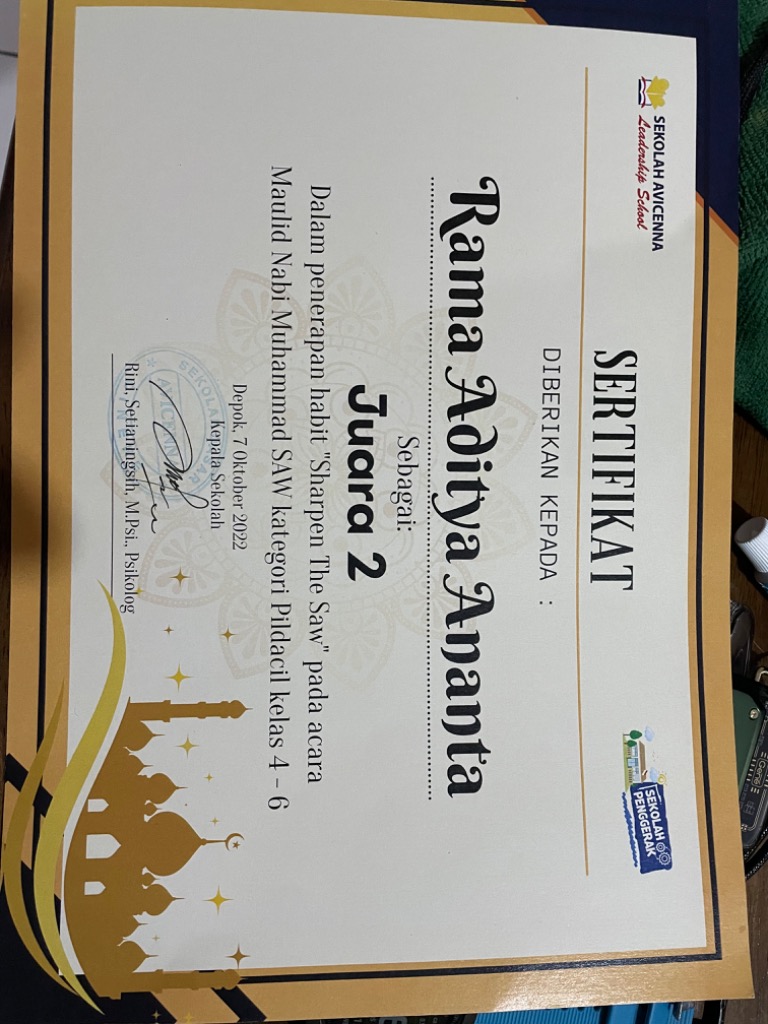 SEKOLAH AVICENNA
Leadership School
SEKOLAH
PENGGERAK
SERTIFIKAT
DIBERIKAN KEPADA :
Rama Aditya Ananta
Sebagai:
Juara 2
Dalam penerapan habit "Sharpen The Saw" pada acara
Maulid Nabi Muhammad SAW kategori Pildacil kelas 4 - 6
Depok, 7 Oktober 2022
Kepala Sekolah
SEKOLAH
Rini, Setianingsih, M.Psi., Psikolog